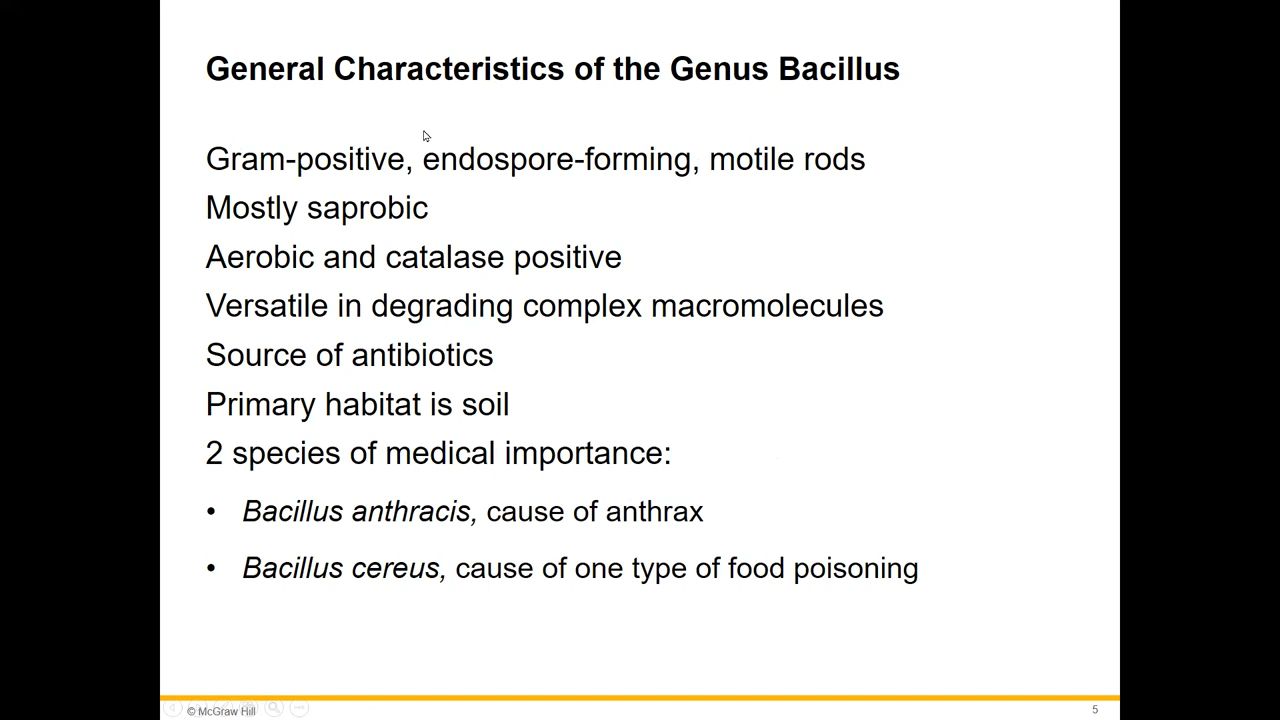 General Characteristics of the Genus Bacillus
Gram-positive, endospore-forming, motile rods
Mostly saprobic
Aerobic and catalase positive
Versatile in degrading complex macromolecules
Source of antibiotics
Primary habitat is soil
2 species of medical importance:
• Bacillus anthracis, cause of anthrax
• Bacillus cereus, cause of one type of food poisoning
© McGraw Hill
5